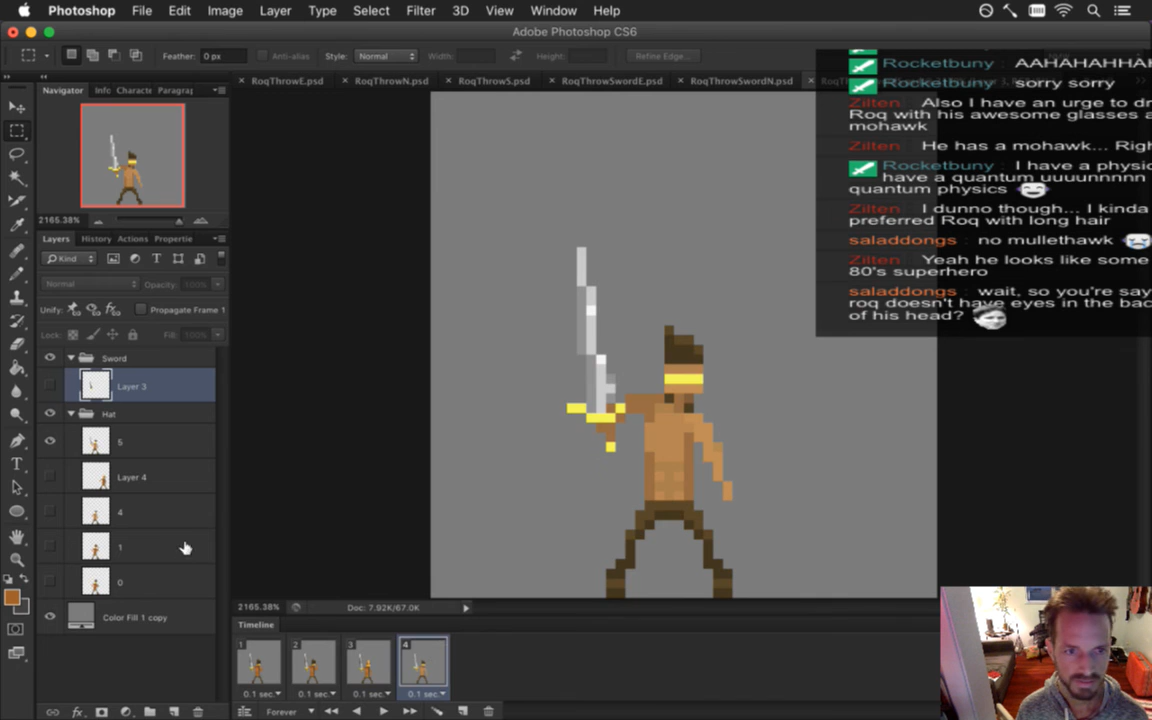 Photoshop File Edit Image Layer Type Select Filter 3D View Window Help
Adobe Photoshop CS6
Feather: 0 px Anti-alias Style: Normal Width: Height: Refine Edge...
RoqThrowE.psd RoqThrowN.psd RoqThrowS.psd RoqThrowSwordE.psd RoqThrowSwordN.psd
Navigator Info Characte Paragra
2165.38%
Layers History Actions Propertie
Kind
Normal Opacity: 100%
Unify: Propagate Frame 1
Lock: Fill: 100%
Sword
Layer 3
Hat
5
Layer 4
4
1
0
Color Fill 1 copy
Rocketbuny : AAHAHAHHAH
Rocketbuny : sorry sorry
Zilten Also I have an urge to dr
Roq with his awesome glasses a
mohawk
Zilten He has a mohawk... Righ
Rocketbuny : I have a physic
have a quantum uuuunnnnn
quantum physics
Zilten I dunno though... I kinda
preferred Roq with long hair
saladdongs : no mullethawk
Zilten Yeah he looks like some
80's superhero
saladdongs : wait, so you're say
roq doesn't have eyes in the bac
of his head?
2165.38% Doc: 7.92K/67.0K
Timeline
1 2 3 4
0.1 sec. 0.1 sec. 0.1 sec. 0.1 sec.
Forever